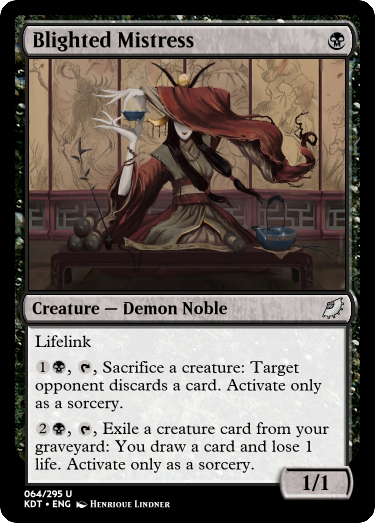 Blighted Mistress
Creature — Demon Noble
Lifelink
1, , Sacrifice a creature: Target
opponent discards a card. Activate only
as a sorcery.
2, , Exile a creature card from your
graveyard: You draw a card and lose 1
life. Activate only as a sorcery.
1/1
064/295 U
KDT • ENG Henrique Lindner